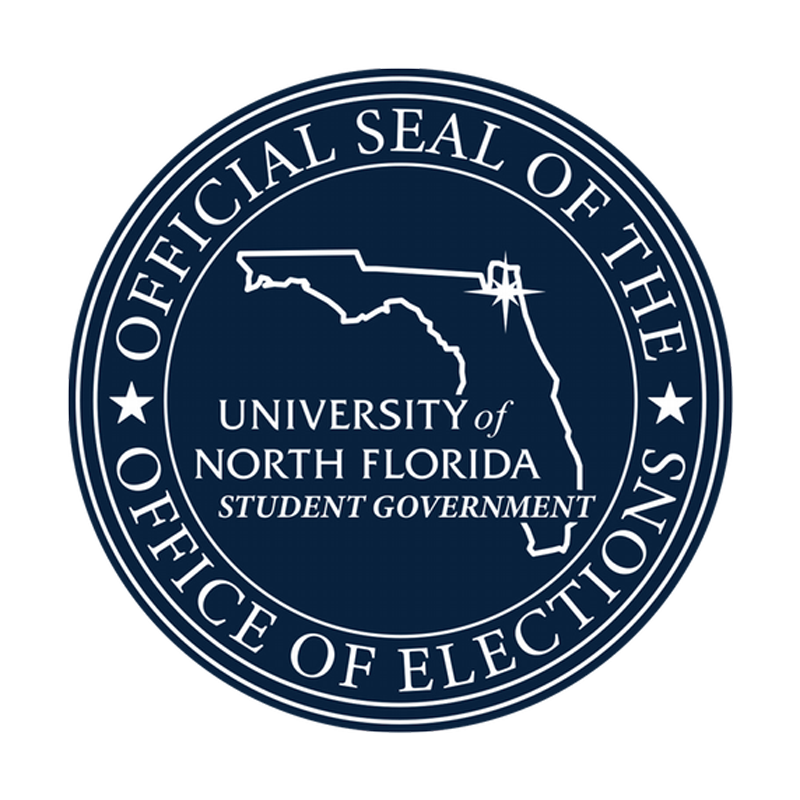 OFFICIAL SEAL OF THE
UNIVERSITY of
NORTH FLORIDA
STUDENT GOVERNMENT
OFFICE OF ELECTIONS